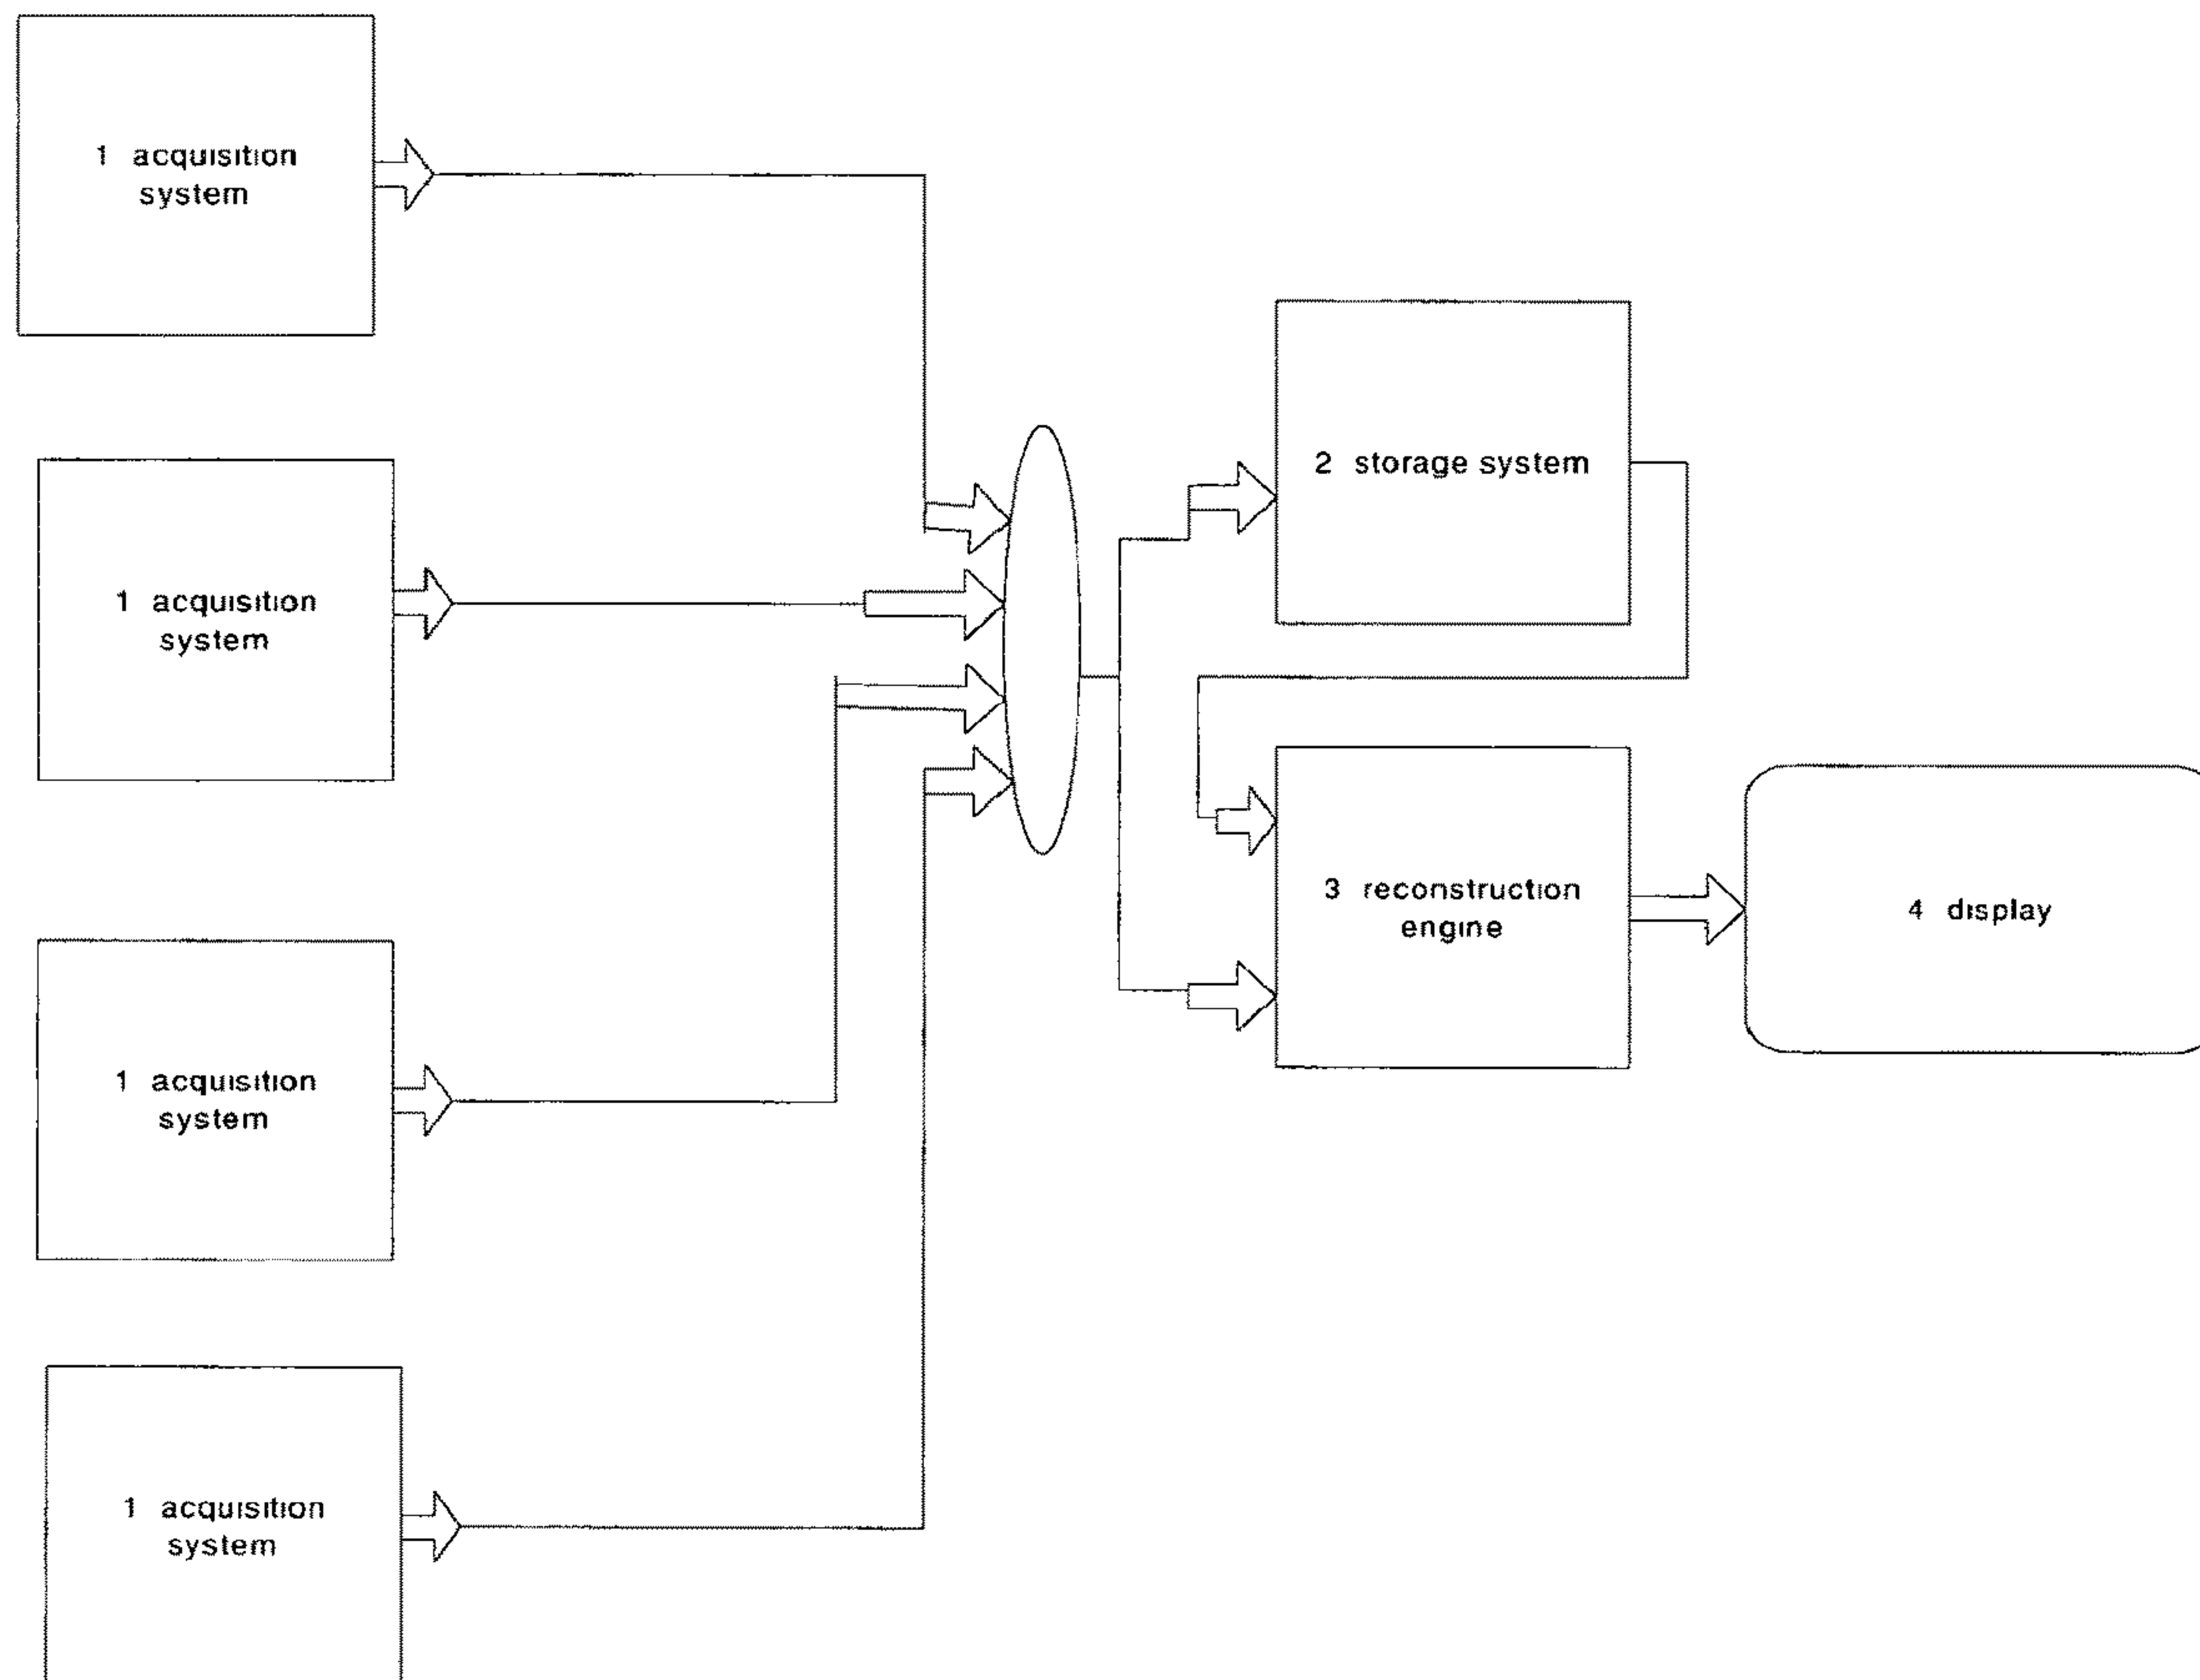 1 acquisition
system
1 acquisition
system
1 acquisition
system
1 acquisition
system
2 storage system
3 reconstruction
engine
4 display